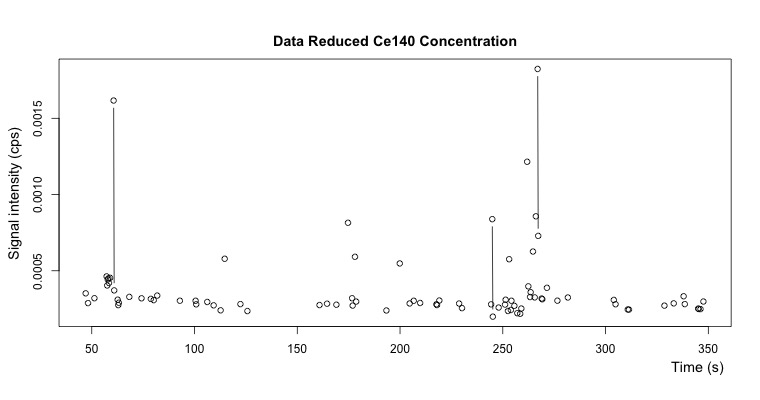 Data Reduced Ce140 Concentration
Signal intensity (cps)
0.0015
0.0010
0.0005
50 100 150 200 250 300 350
Time (s)